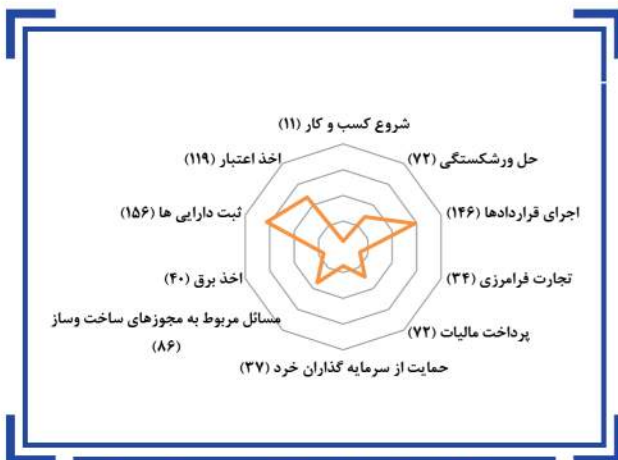 شروع کسب و کار (۱۱)
حل ورشکستگی (۷۲)
اخذ اعتبار (۱۱۹)
اجرای قراردادها (۱۴۶)
ثبت دارایی ها (۱۵۶)
تجارت فرامرزی (۳۴)
اخذ برق (۴۰)
پرداخت مالیات (۷۲)
مسائل مربوط به مجوزهای ساخت وساز
(۸۶)
حمایت از سرمایه گذاران خرد (۳۷)